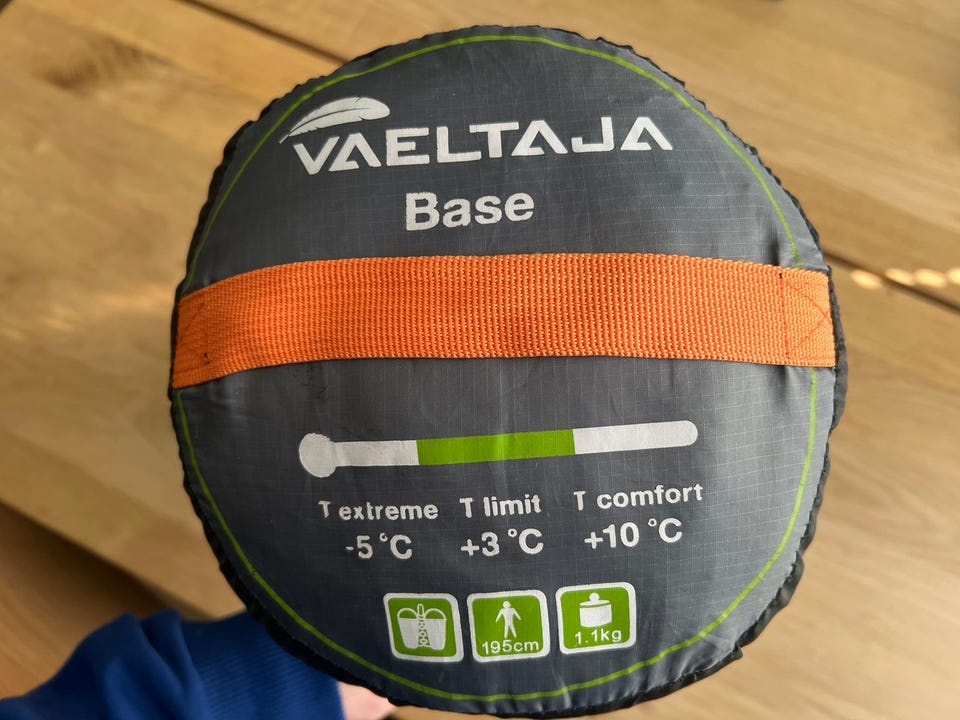 VAELTAJA
Base
T extreme T limit T comfort
-5 °C +3 °C +10 °C
195cm 1.1kg